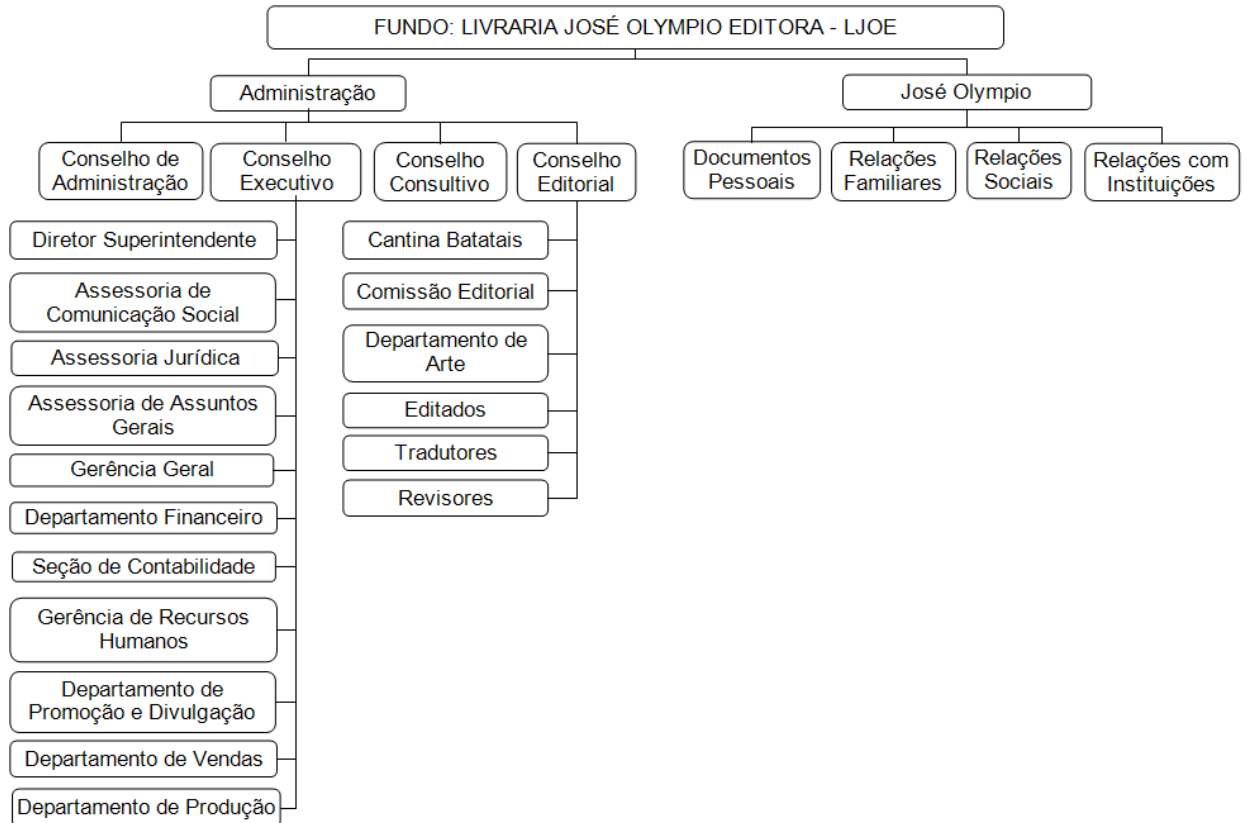 FUNDO: LIVRARIA JOSÉ OLYMPIO EDITORA - LJOE
Administração
José Olympio
Conselho de
Administração
Conselho
Executivo
Conselho
Consultivo
Conselho
Editorial
Documentos
Pessoais
Relações
Familiares
Relações
Sociais
Relações com
Instituições
Diretor Superintendente
Assessoria de
Comunicação Social
Assessoria Jurídica
Assessoria de Assuntos
Gerais
Gerência Geral
Departamento Financeiro
Seção de Contabilidade
Gerência de Recursos
Humanos
Departamento de
Promoção e Divulgação
Departamento de Vendas
Departamento de Produção
Cantina Batatais
Comissão Editorial
Departamento de
Arte
Editados
Tradutores
Revisores